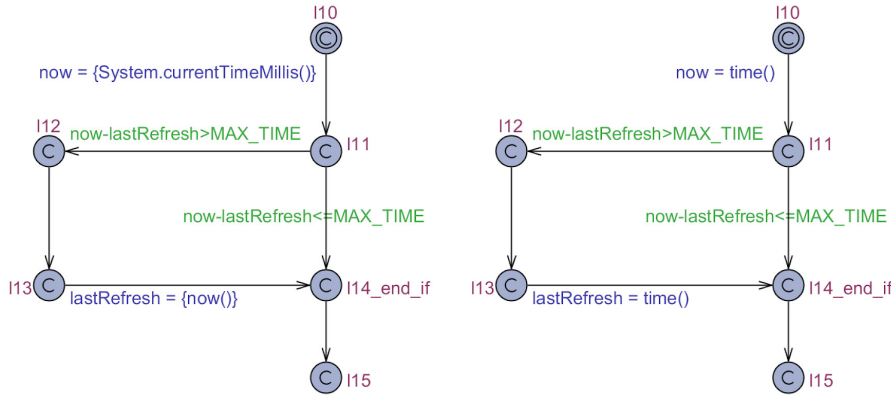 l10
now = {System.currentTimeMillis()}
l12
now-lastRefresh>MAX_TIME
l11
now-lastRefresh<=MAX_TIME
l13
lastRefresh = {now()}
l14_end_if
l15
l10
now = time()
l12
now-lastRefresh>MAX_TIME
l11
now-lastRefresh<=MAX_TIME
l13
lastRefresh = time()
l14_end_if
l15